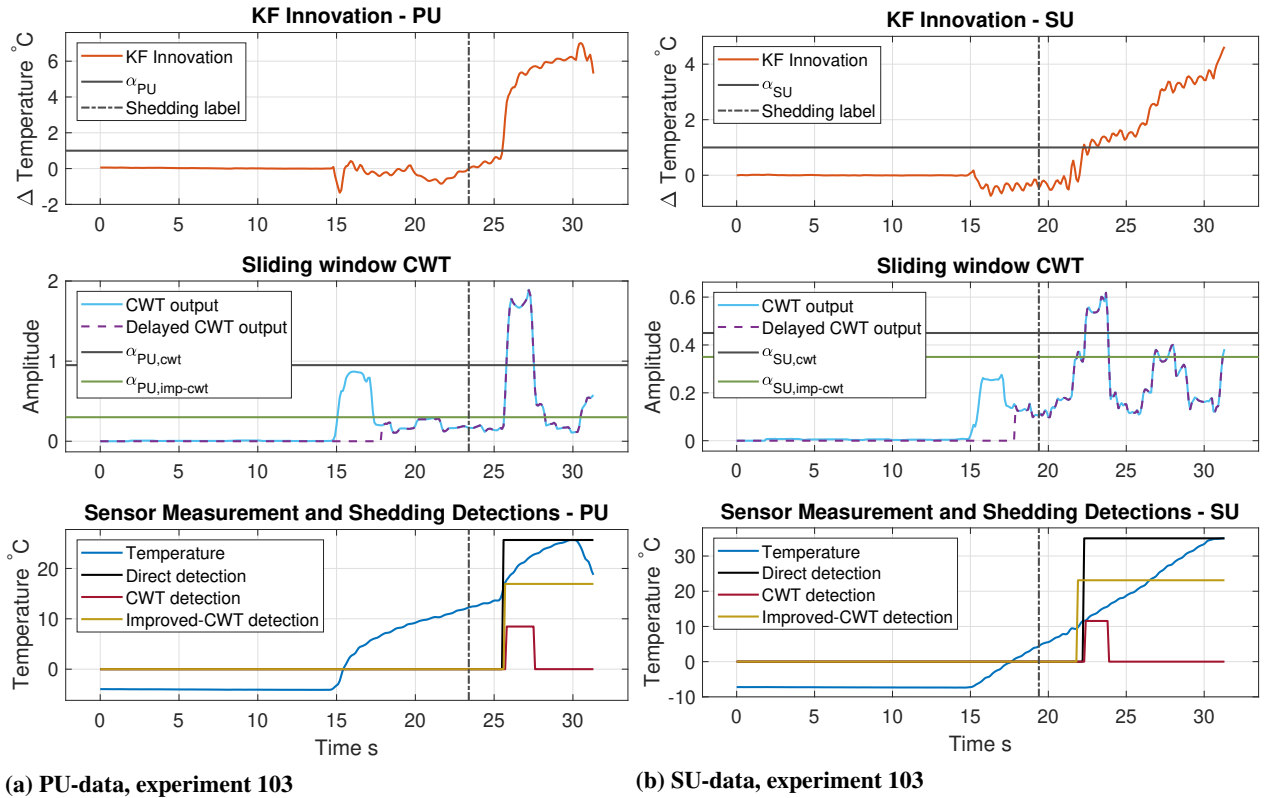 KF Innovation - PU
KF Innovation
αPU
Shedding label
Δ Temperature °C
6
4
2
0
-2
0 5 10 15 20 25 30
Sliding window CWT
CWT output
Delayed CWT output
αPU,cwt
αPU,imp-cwt
Amplitude
2
1
0
0 5 10 15 20 25 30
Sensor Measurement and Shedding Detections - PU
Temperature
Direct detection
CWT detection
Improved-CWT detection
Temperature °C
20
10
0
0 5 10 15 20 25 30
Time s
(a) PU-data, experiment 103
KF Innovation - SU
KF Innovation
αSU
Shedding label
Δ Temperature °C
4
2
0
0 5 10 15 20 25 30
Sliding window CWT
CWT output
Delayed CWT output
αSU,cwt
αSU,imp-cwt
Amplitude
0.6
0.4
0.2
0
0 5 10 15 20 25 30
Sensor Measurement and Shedding Detections - SU
Temperature
Direct detection
CWT detection
Improved-CWT detection
Temperature °C
30
20
10
0
-10
0 5 10 15 20 25 30
Time s
(b) SU-data, experiment 103